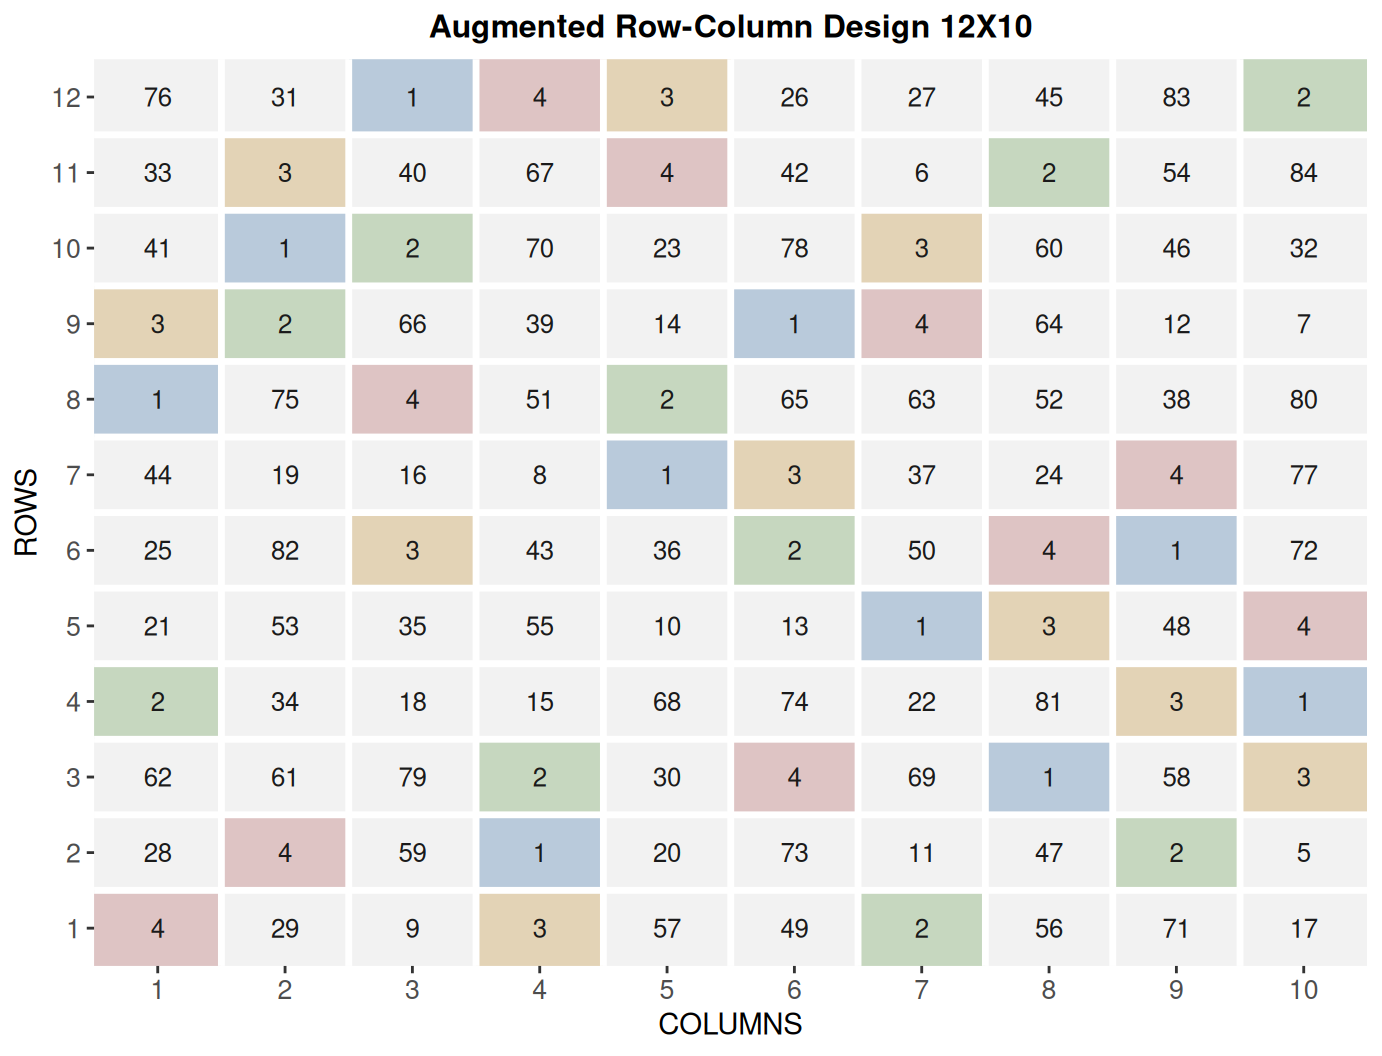 Augmented Row-Column Design 12X10
12 76 31 1 4 3 26 27 45 83 2
11 33 3 40 67 4 42 6 2 54 84
10 41 1 2 70 23 78 3 60 46 32
9 3 2 66 39 14 1 4 64 12 7
8 1 75 4 51 2 65 63 52 38 80
7 44 19 16 8 1 3 37 24 4 77
6 25 82 3 43 36 2 50 4 1 72
5 21 53 35 55 10 13 1 3 48 4
4 2 34 18 15 68 74 22 81 3 1
3 62 61 79 2 30 4 69 1 58 3
2 28 4 59 1 20 73 11 47 2 5
1 4 29 9 3 57 49 2 56 71 17
1 2 3 4 5 6 7 8 9 10
COLUMNS
ROWS